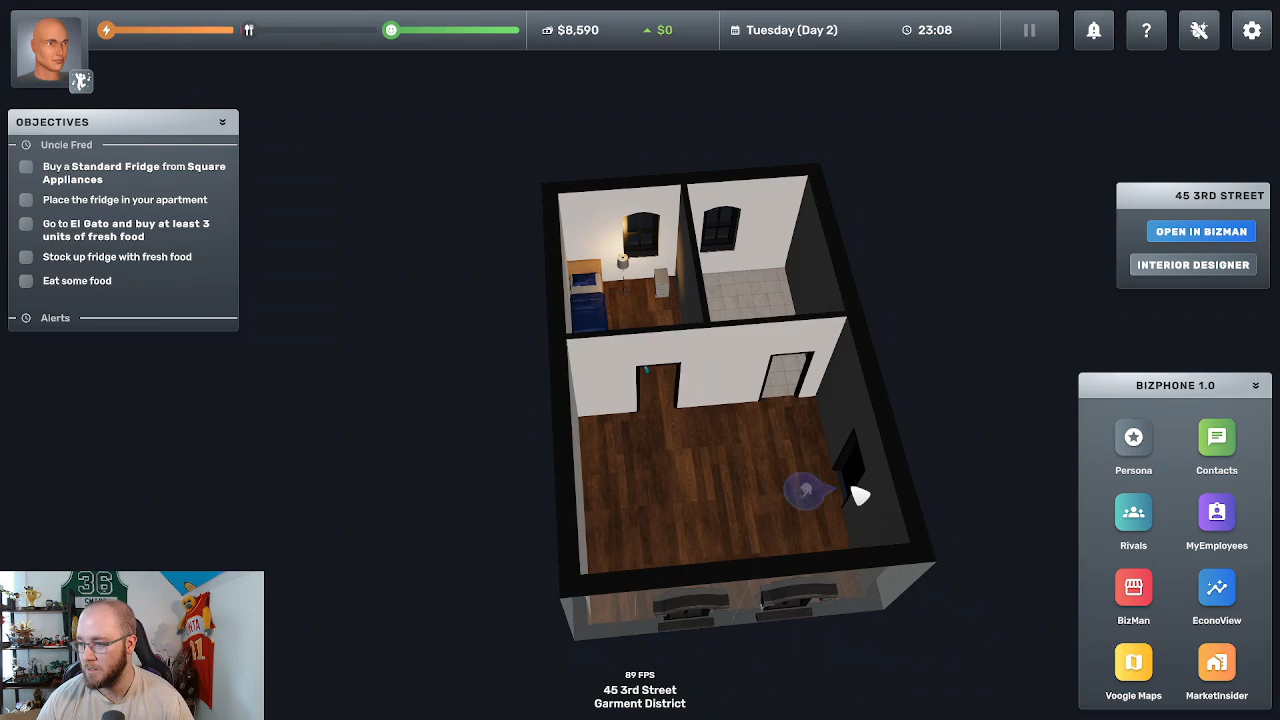 $8,590
$0
Tuesday (Day 2)
23:08
?
OBJECTIVES
Uncle Fred
Buy a Standard Fridge from Square
Appliances
Place the fridge in your apartment
Go to El Gato and buy at least 3
units of fresh food
Stock up fridge with fresh food
Eat some food
Alerts
45 3RD STREET
OPEN IN BIZMAN
INTERIOR DESIGNER
BIZPHONE 1.0
Persona
Contacts
Rivals
MyEmployees
BizMan
EconoView
Voogle Maps
MarketInsider
36
89 FPS
45 3rd Street
Garment District